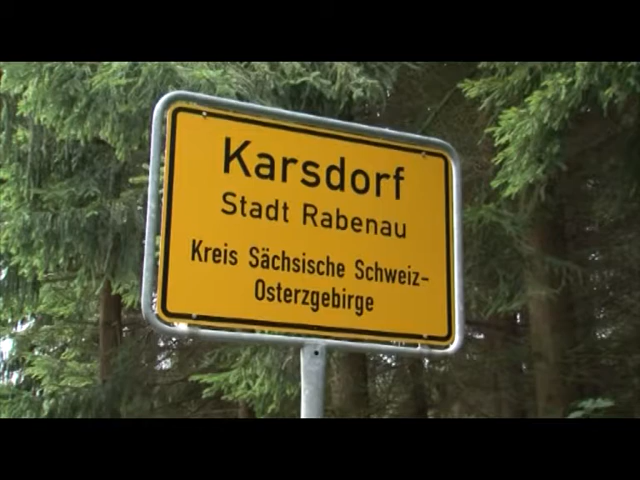 Karsdorf
Stadt Rabenau
Kreis Sächsische Schweiz-
Osterzgebirge